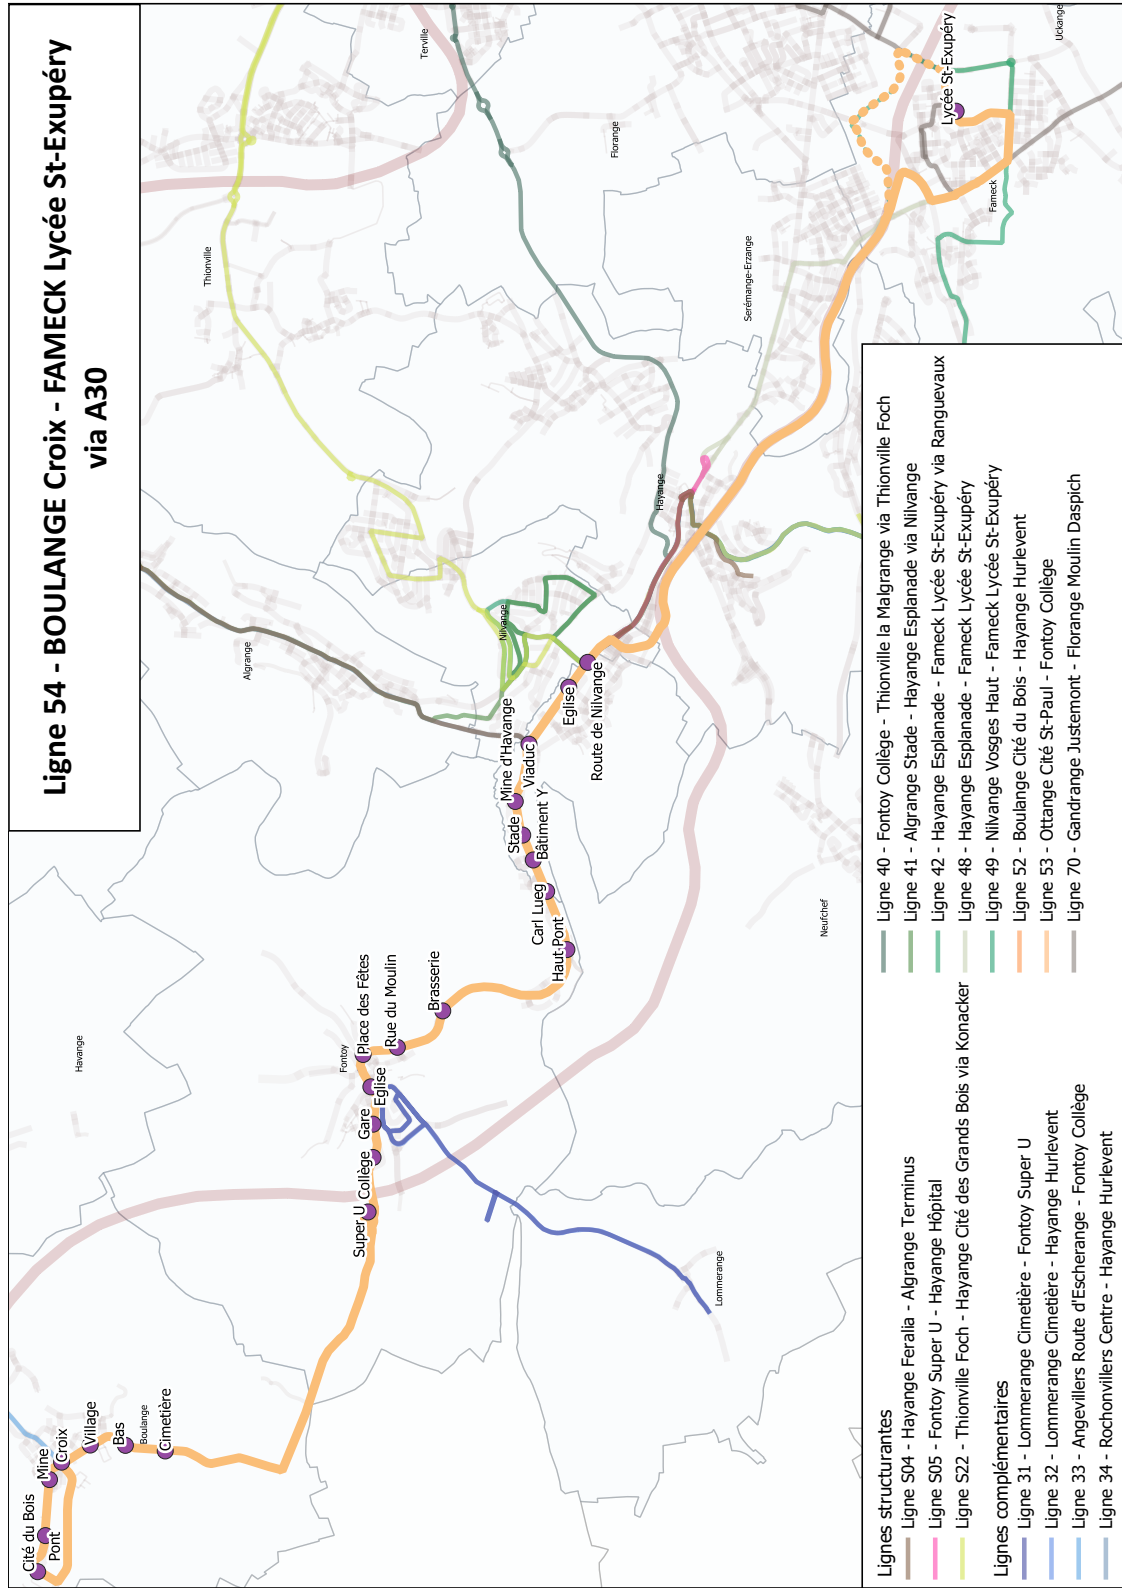 Ligne 54 - BOULANGE Croix - FAMECK Lycée St-Exupéry
via A30
Cité du Bois
Pont
Mine
Croix
Village
Bas
Boulange
Cimetière
Havange
Super U
Collège
Gare
Eglise
Fontoy
Place des Fêtes
Rue du Moulin
Brasserie
Lommerange
Haut-Pont
Carl Lueg
Bâtiment Y
Stade
Mine d'Havange
Viaduc
Eglise
Route de Nilvange
Neufchef
Algrange
Nilvange
Hayange
Thionville
Terville
Florange
Serémange-Erzange
Fameck
Lycée St-Exupéry
Uckange
Lignes structurantes
Ligne S04 - Hayange Feralia - Algrange Terminus
Ligne S05 - Fontoy Super U - Hayange Hôpital
Ligne S22 - Thionville Foch - Hayange Cité des Grands Bois via Konacker
Lignes complémentaires
Ligne 31 - Lommerange Cimetière - Fontoy Super U
Ligne 32 - Lommerange Cimetière - Hayange Hurlevent
Ligne 33 - Angevillers Route d'Escherange - Fontoy Collège
Ligne 34 - Rochonvillers Centre - Hayange Hurlevent
Ligne 40 - Fontoy Collège - Thionville la Malgrange via Thionville Foch
Ligne 41 - Algrange Stade - Hayange Esplanade via Nilvange
Ligne 42 - Hayange Esplanade - Fameck Lycée St-Exupéry via Ranguevaux
Ligne 48 - Hayange Esplanade - Fameck Lycée St-Exupéry
Ligne 49 - Nilvange Vosges Haut - Fameck Lycée St-Exupéry
Ligne 52 - Boulange Cité du Bois - Hayange Hurlevent
Ligne 53 - Ottange Cité St-Paul - Fontoy Collège
Ligne 70 - Gandrange Justemont - Florange Moulin Daspich